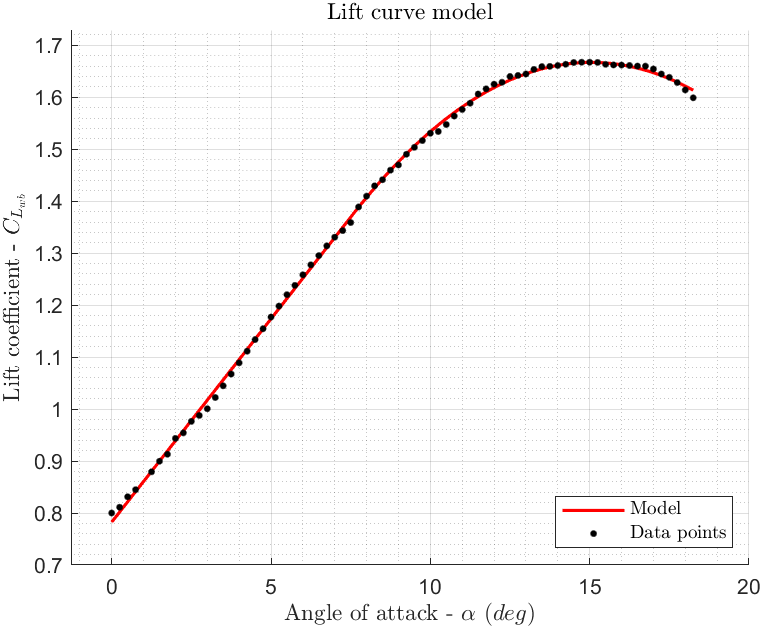 Lift curve model
1.7
1.6
1.5
1.4
1.3
1.2
1.1
1
0.9
0.8
0.7
Lift coefficient - $C_{L_{wb}}$
Model
Data points
0 5 10 15 20
Angle of attack - α (deg)